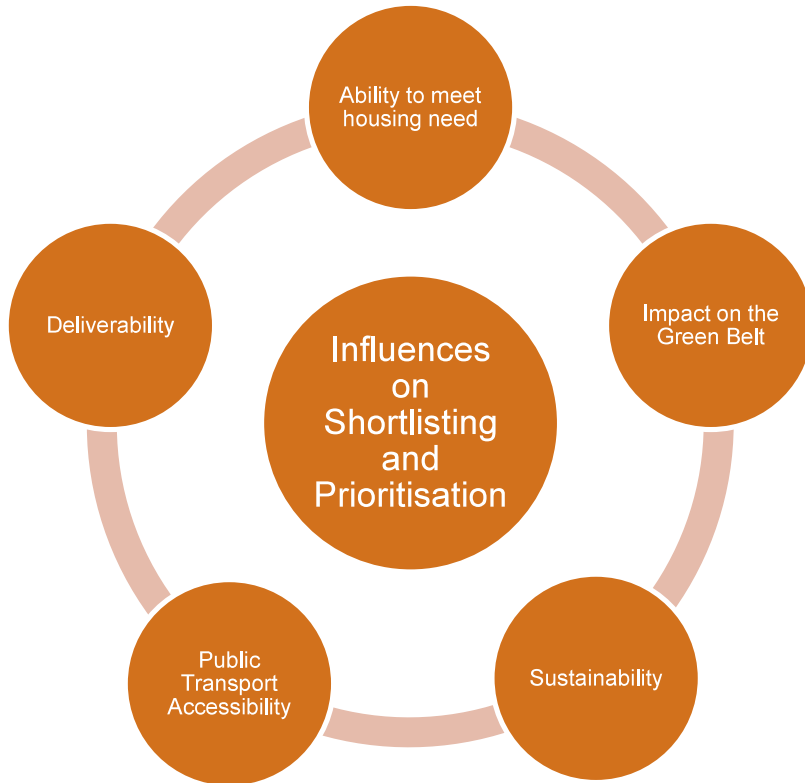 Ability to meet
housing need
Impact on the
Green Belt
Sustainability
Public
Transport
Accessibility
Deliverability
Influences
on
Shortlisting
and
Prioritisation